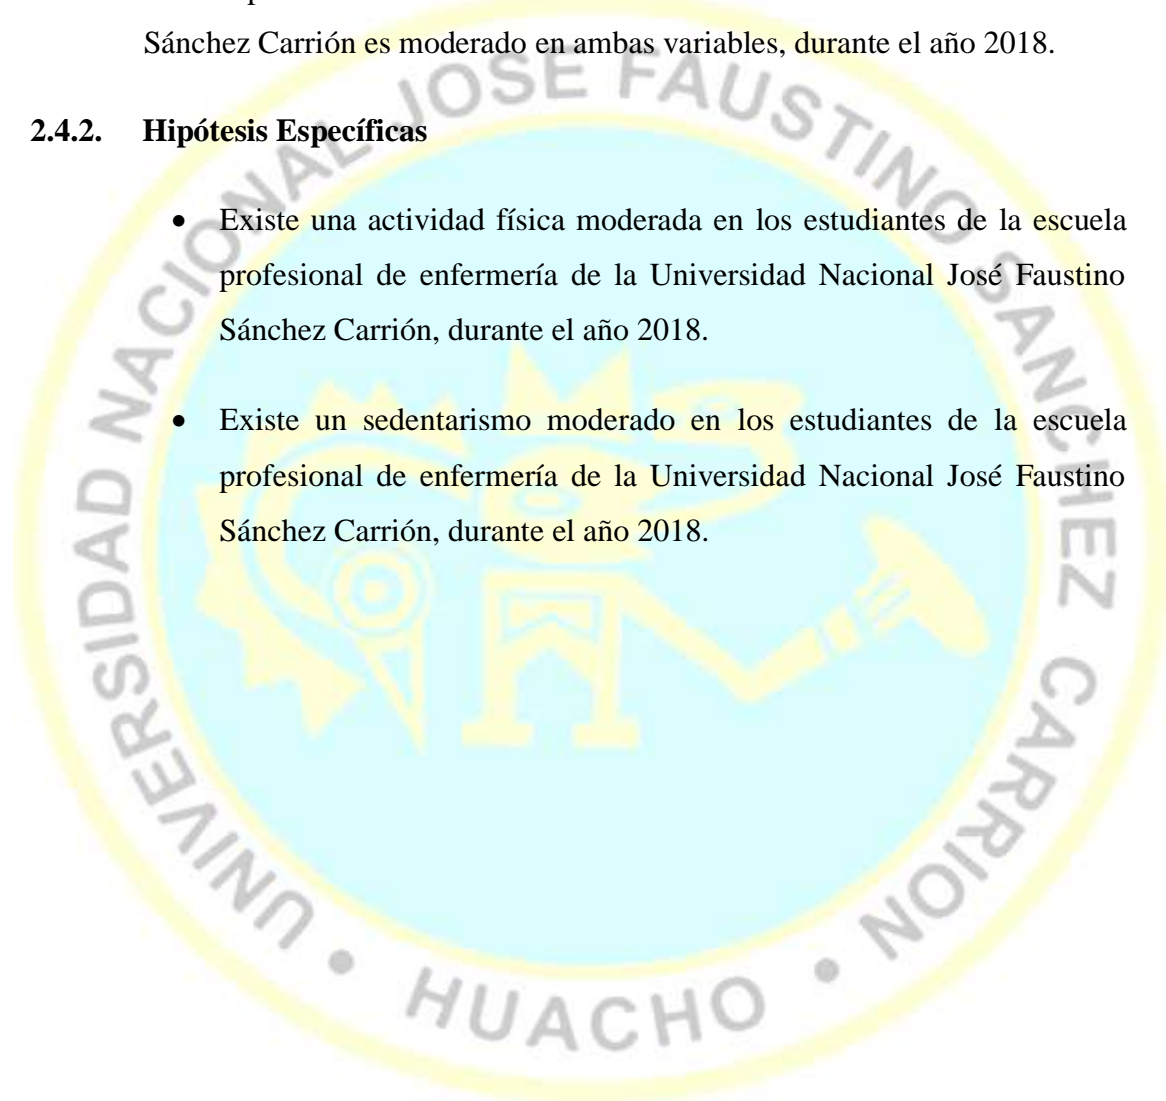 Sánchez Carrión es moderado en ambas variables, durante el año 2018.
2.4.2. Hipótesis Específicas
• Existe una actividad física moderada en los estudiantes de la escuela
profesional de enfermería de la Universidad Nacional José Faustino
Sánchez Carrión, durante el año 2018.
• Existe un sedentarismo moderado en los estudiantes de la escuela
profesional de enfermería de la Universidad Nacional José Faustino
Sánchez Carrión, durante el año 2018.
UNIVERSIDAD NACIONAL JOSE FAUSTINO SANCHEZ CARRION • HUACHO •